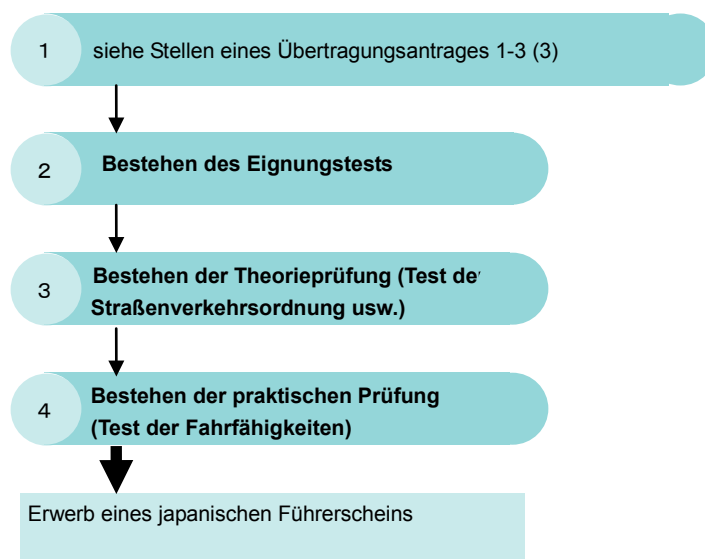 1 siehe Stellen eines Übertragungsantrages 1-3 (3)
2 Bestehen des Eignungstests
3 Bestehen der Theorieprüfung (Test der
Straßenverkehrsordnung usw.)
4 Bestehen der praktischen Prüfung
(Test der Fahrfähigkeiten)
Erwerb eines japanischen Führerscheins